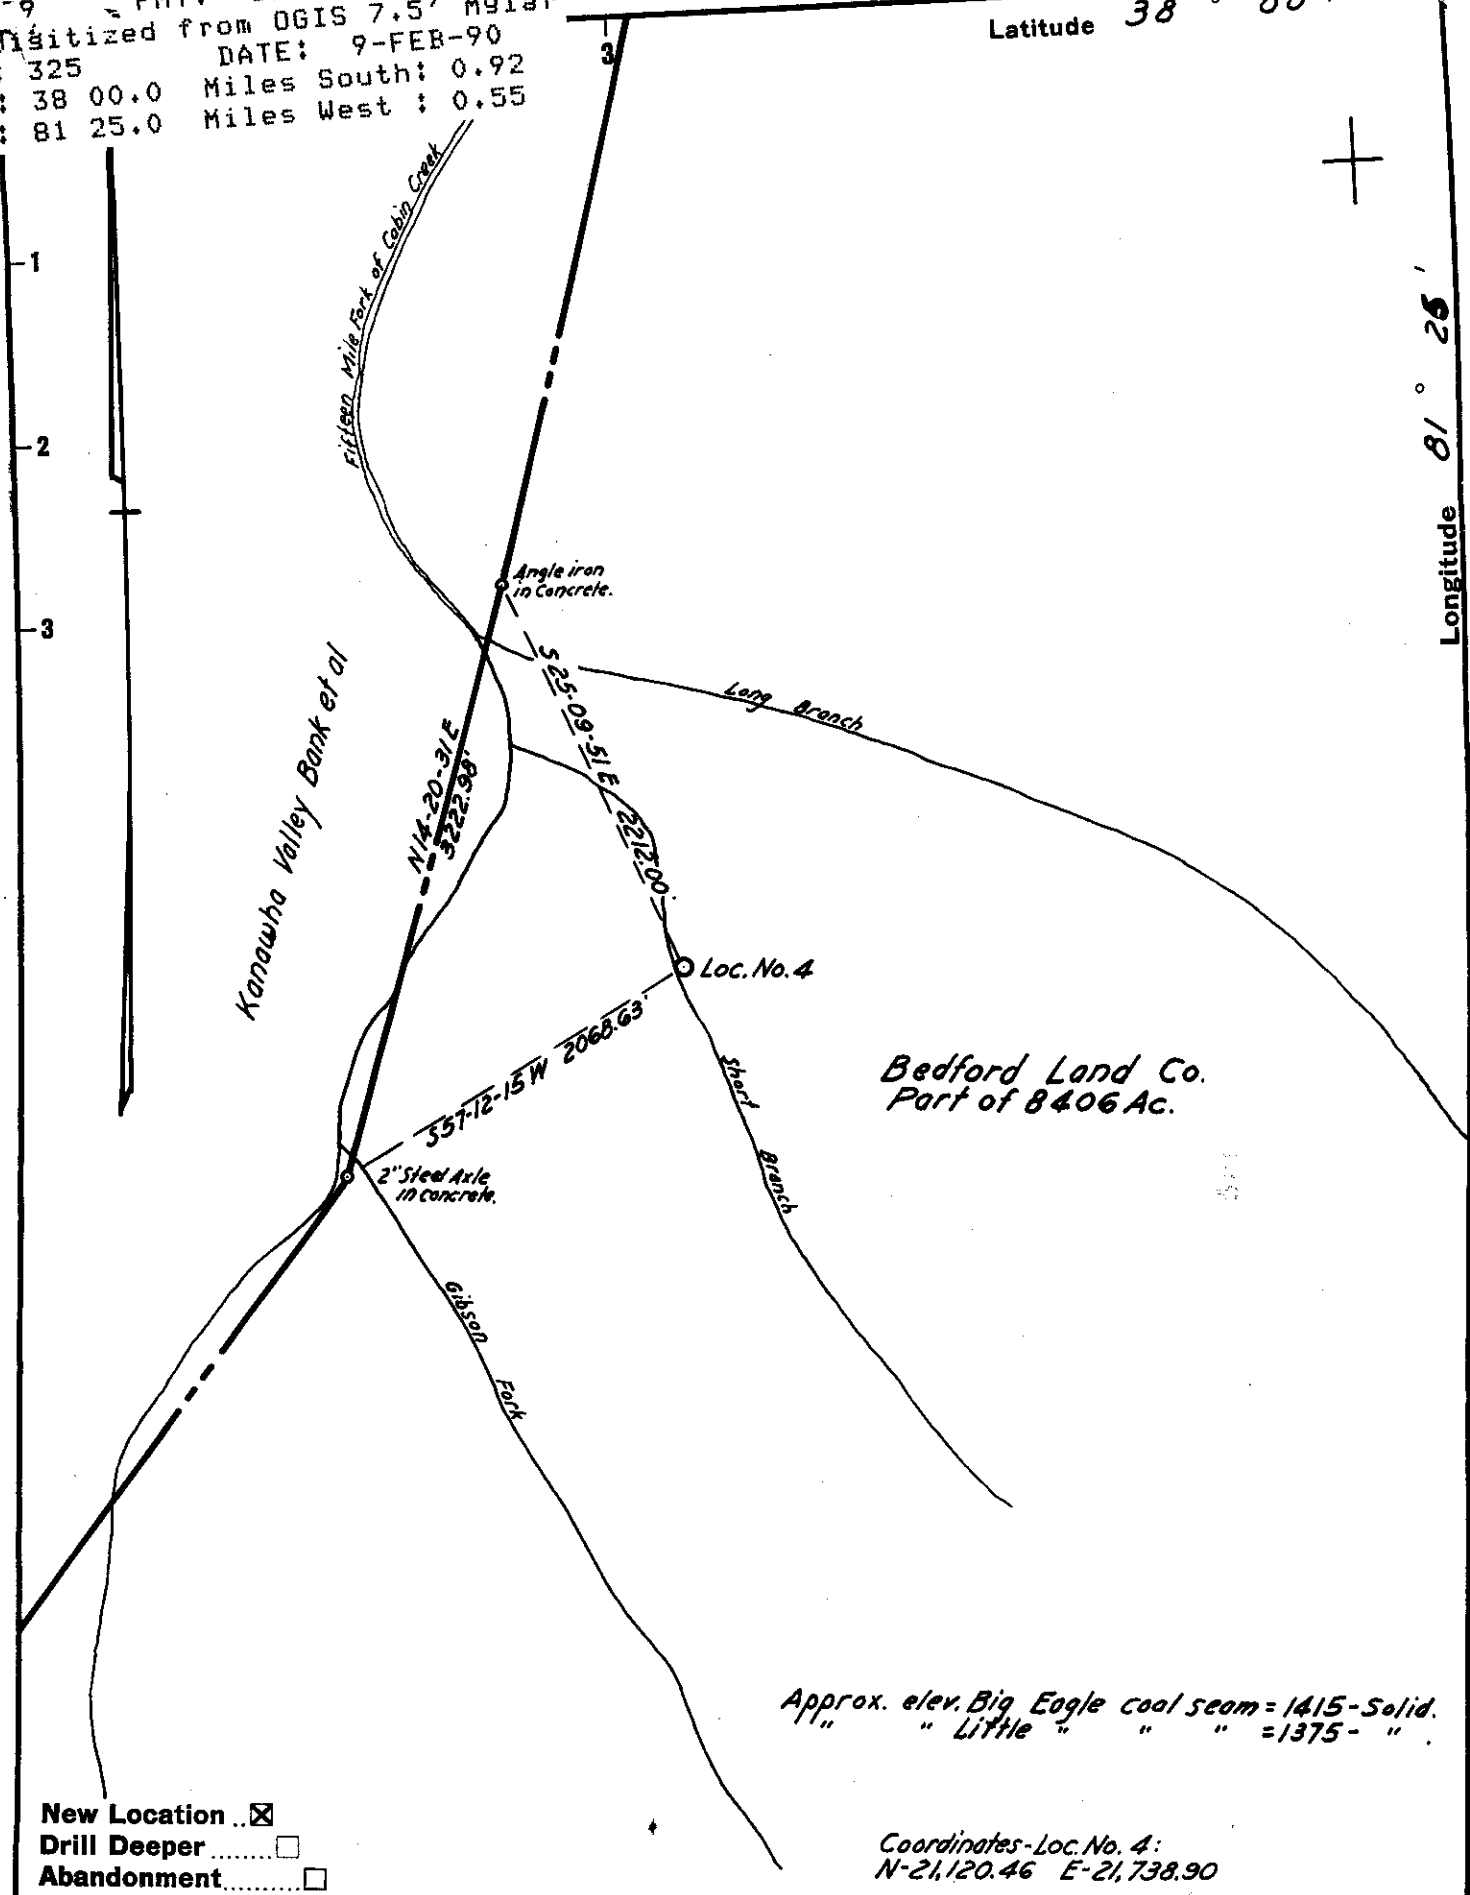 Digitized from OGIS 7.5' Mylar
: 325 DATE: 9-FEB-90
: 38 00.0 Miles South: 0.92
: 81 25.0 Miles West : 0.55
3
Latitude 38 °
1
2
3
Longitude 81 ° 25 '
Fifteen Mile Fork of Cabin Creek
Angle iron
in Concrete.
Kanawha Valley Bank et al
N14-20-31E
3222.98'
S25-09-51E 2212.00'
Long Branch
Loc. No. 4
S57-12-15W 2068.63'
Short Branch
Bedford Land Co.
Part of 8406 Ac.
2" Steel Axle
in concrete.
Gibson Fork
Approx. elev. Big Eagle coal seam = 1415-Solid.
" " Little " " " = 1375- " .
New Location .. ☒
Drill Deeper ........ ☐
Abandonment .......... ☐
Coordinates-Loc. No. 4:
N-21,120.46 E-21,738.90